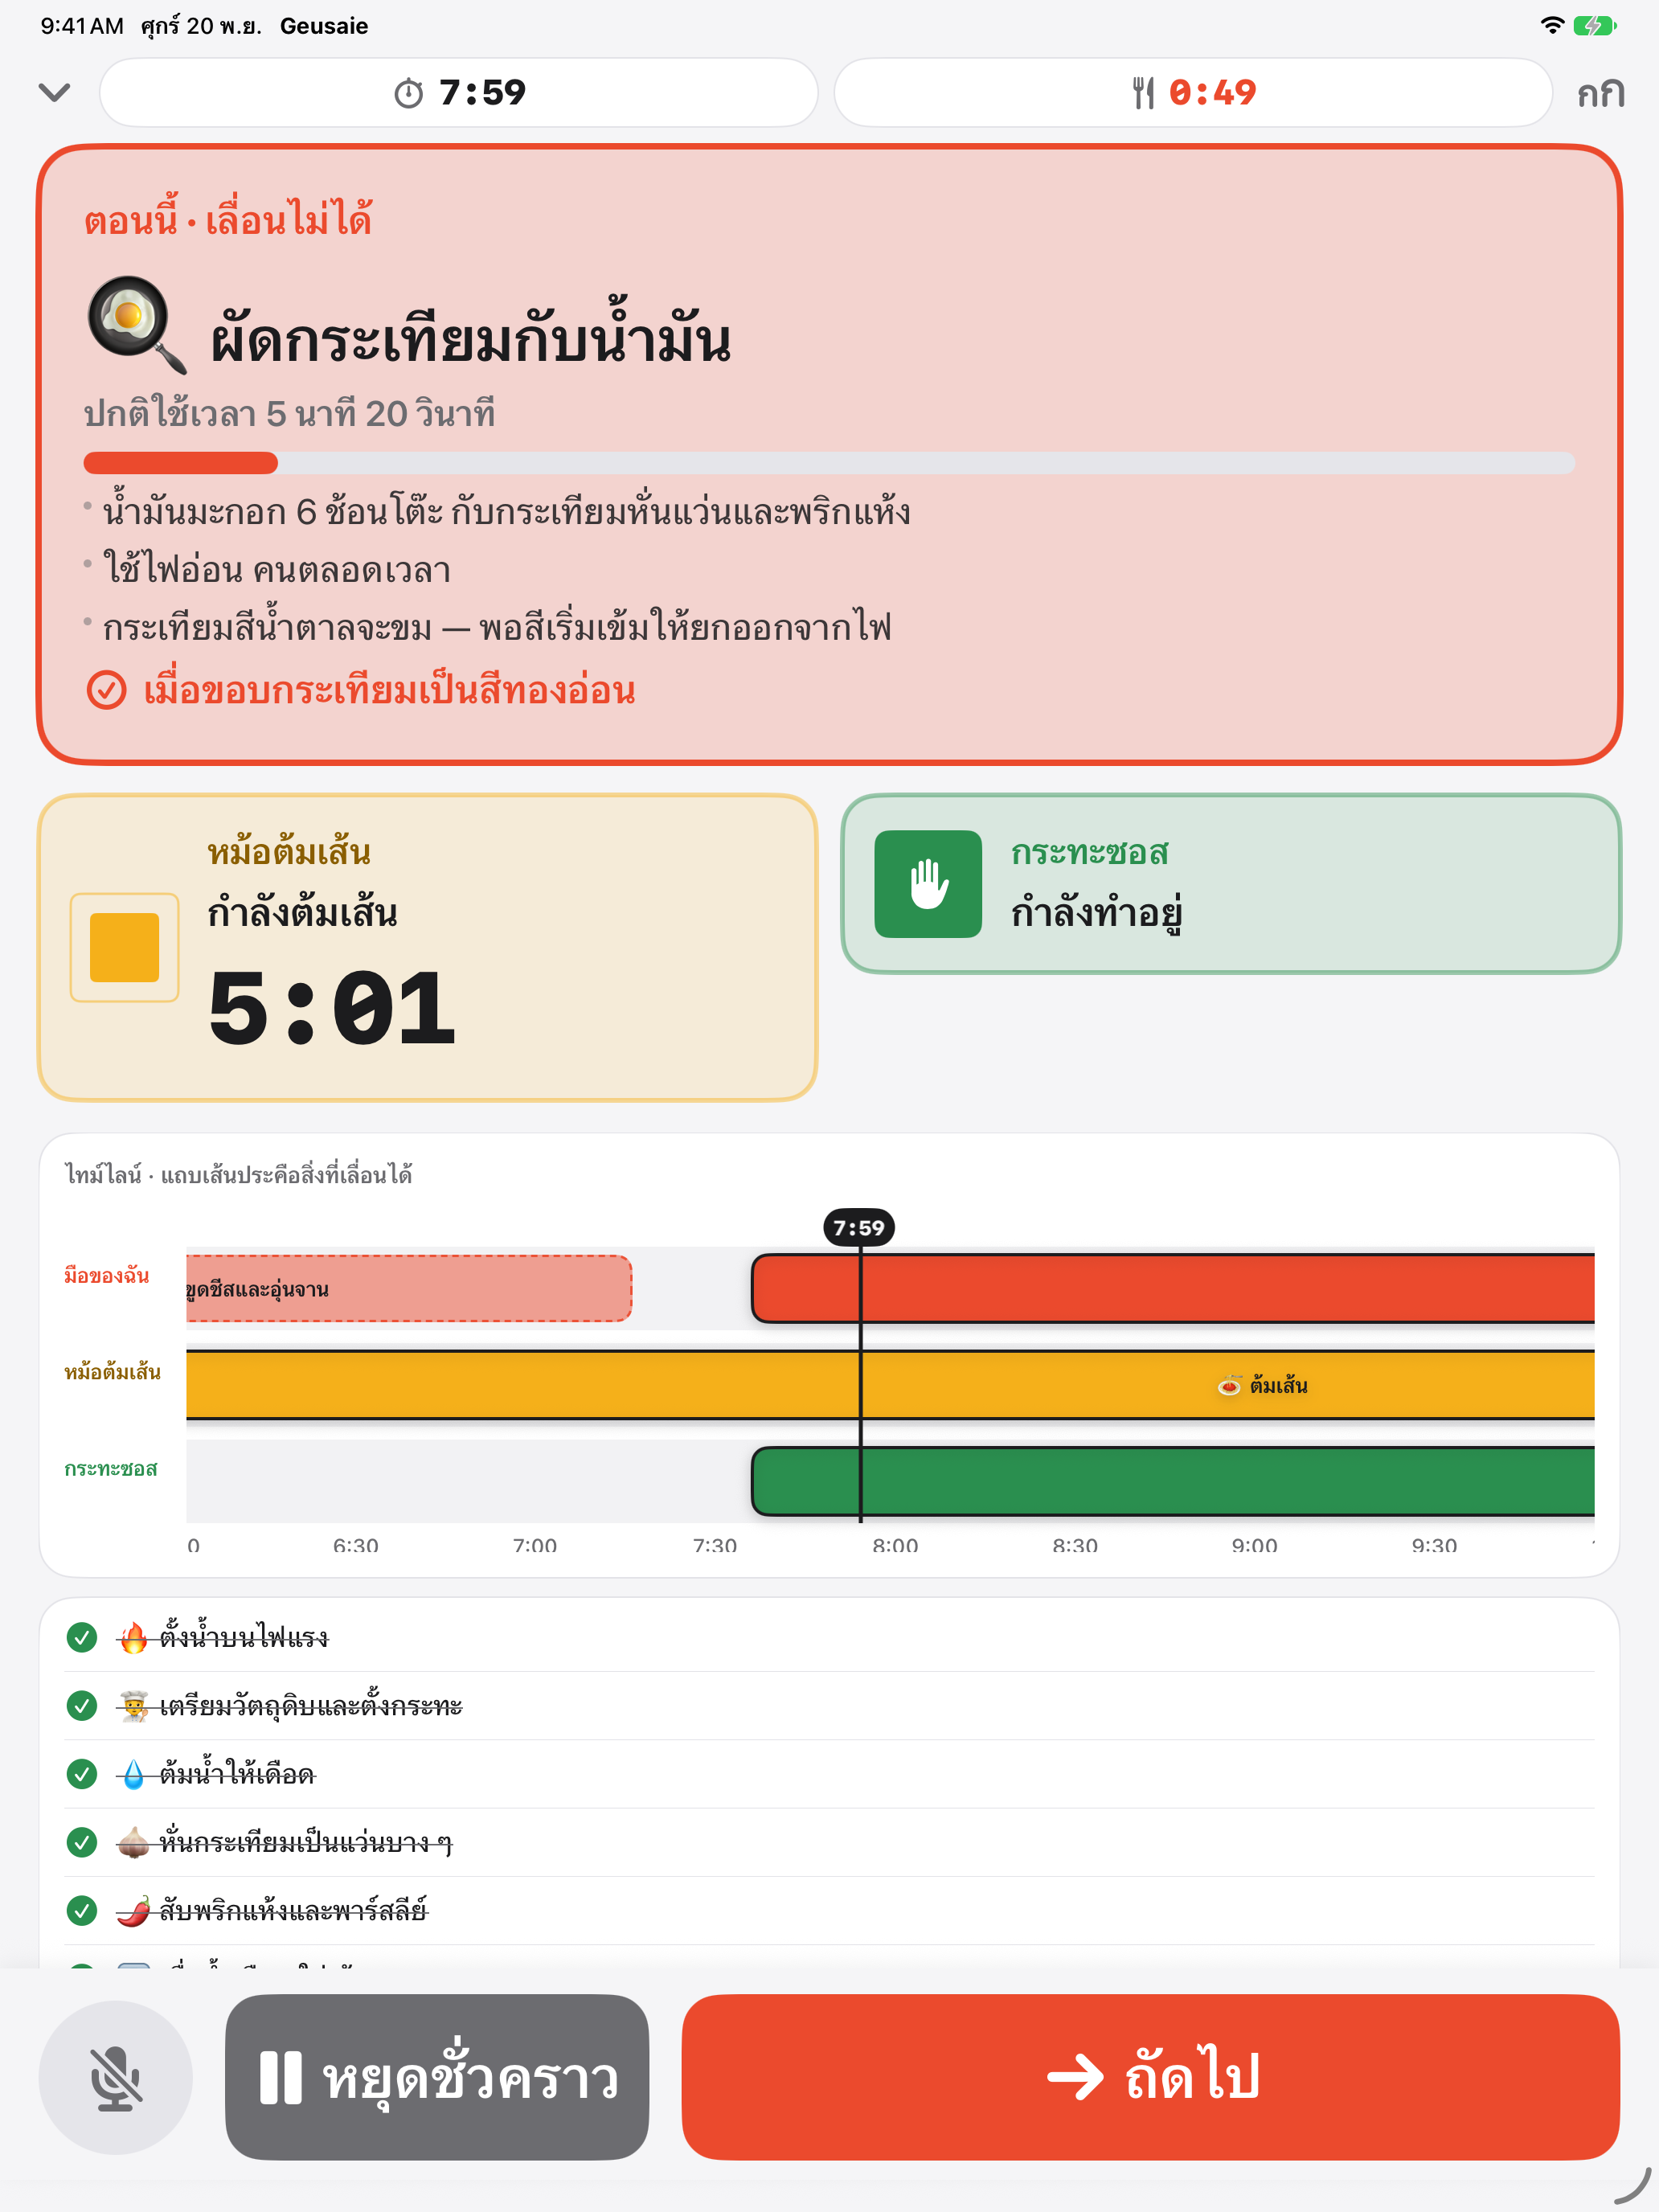 9:41 AM ศุกร์ 20 พ.ย. Geusaie
7:59
0:49
กก
ตอนนี้ · เลื่อนไม่ได้
ผัดกระเทียมกับน้ำมัน
ปกติใช้เวลา 5 นาที 20 วินาที
• น้ำมันมะกอก 6 ช้อนโต๊ะ กับกระเทียมหั่นแว่นและพริกแห้ง
• ใช้ไฟอ่อน คนตลอดเวลา
• กระเทียมสีน้ำตาลจะขม — พอสีเริ่มเข้มให้ยกออกจากไฟ
เมื่อขอบกระเทียมเป็นสีทองอ่อน
หม้อต้มเส้น
กำลังต้มเส้น
5:01
กระทะซอส
กำลังทำอยู่
ไทม์ไลน์ · แถบเส้นประคือสิ่งที่เลื่อนได้
7:59
มือของฉัน
ขูดชีสและอุ่นจาน
หม้อต้มเส้น
ต้มเส้น
กระทะซอส
0 6:30 7:00 7:30 8:00 8:30 9:00 9:30
ตั้งน้ำบนไฟแรง
เตรียมวัตถุดิบและตั้งกระทะ
ต้มน้ำให้เดือด
หั่นกระเทียมเป็นแว่นบาง ๆ
สับพริกแห้งและพาร์สลีย์
หยุดชั่วคราว
ถัดไป